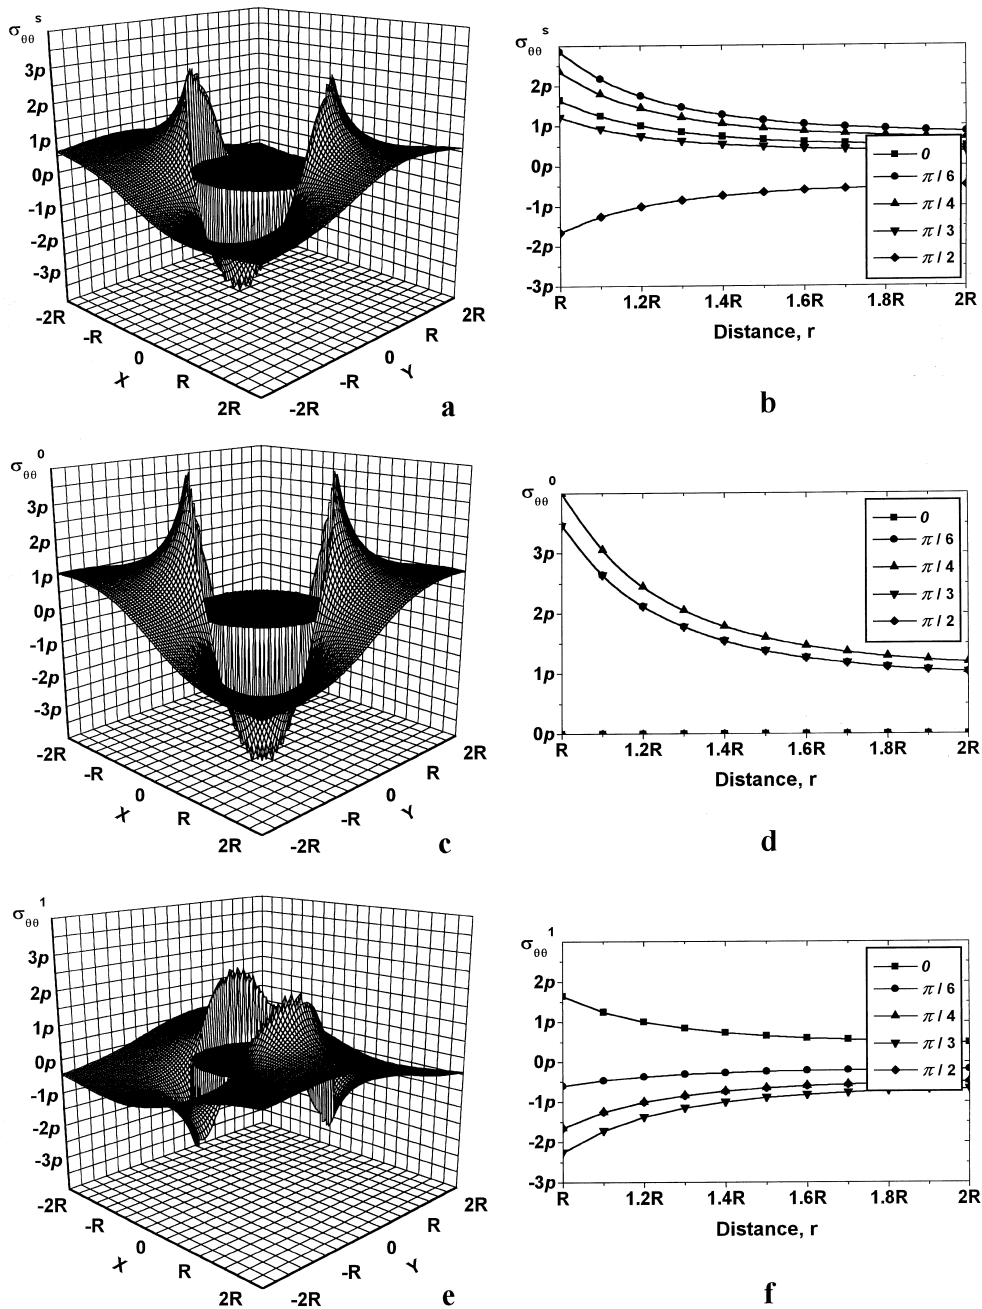 σθθ s
3p
2p
1p
0p
-1p
-2p
-3p
-2R
-R
0
R
2R
X
-2R
-R
0
R
2R
Y
a
σθθ s
2p
1p
0p
-1p
-2p
-3p
R 1.2R 1.4R 1.6R 1.8R 2R
Distance, r
0
π / 6
π / 4
π / 3
π / 2
b
σθθ 0
3p
2p
1p
0p
-1p
-2p
-3p
-2R
-R
0
R
2R
X
-2R
-R
0
R
2R
Y
c
σθθ 0
3p
2p
1p
0p
R 1.2R 1.4R 1.6R 1.8R 2R
Distance, r
0
π / 6
π / 4
π / 3
π / 2
d
σθθ 1
3p
2p
1p
0p
-1p
-2p
-3p
-2R
-R
0
R
2R
X
-2R
-R
0
R
2R
Y
e
σθθ 1
2p
1p
0p
-1p
-2p
-3p
R 1.2R 1.4R 1.6R 1.8R 2R
Distance, r
0
π / 6
π / 4
π / 3
π / 2
f